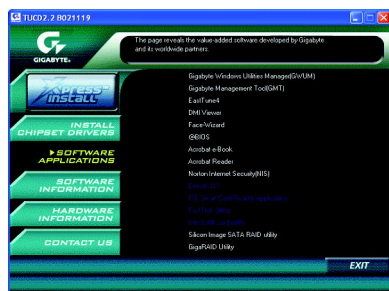 TUCD2.2 BO21119
GIGABYTE
The page reveals the value-added software developed by Gigabyte
and its worldwide partners.
Xpress™
INSTALL
INSTALL
CHIPSET DRIVERS
SOFTWARE
APPLICATIONS
SOFTWARE
INFORMATION
HARDWARE
INFORMATION
CONTACT US
Gigabyte Windows Utilities Manager(GWUM)
Gigabyte Management Tool(GMT)
EastTune4
DMI Viewer
Face-Wizard
@BIOS
Acrobat e-Book
Acrobat Reader
Norton Internet Security(NIS)
Silicon Image SATA RAID utility
GigaRAID Utility
EXIT